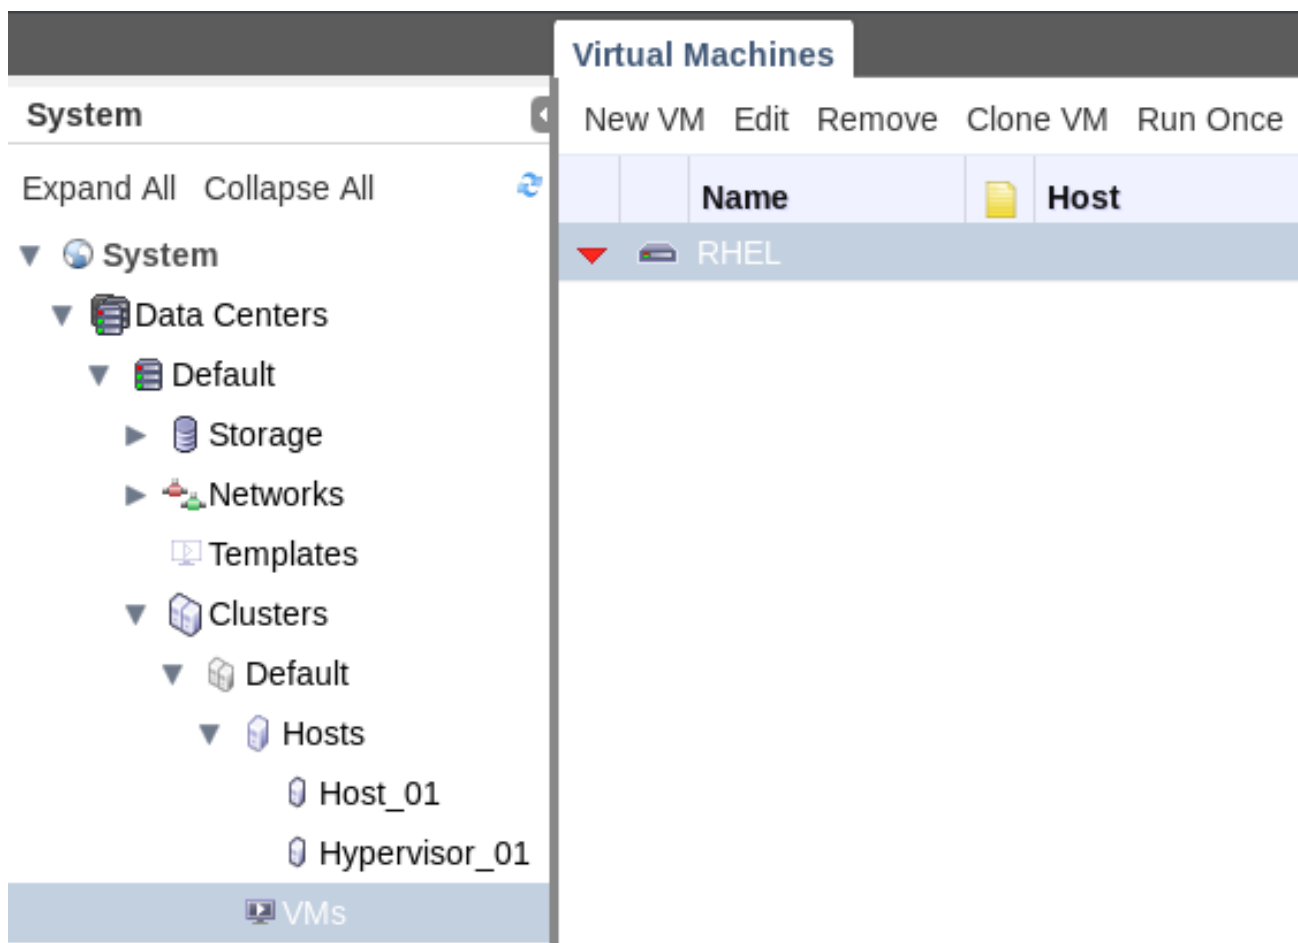 Virtual Machines
System
New VM Edit Remove Clone VM Run Once
Expand All Collapse All
Name Host
System
RHEL
Data Centers
Default
Storage
Networks
Templates
Clusters
Default
Hosts
Host_01
Hypervisor_01
VMs